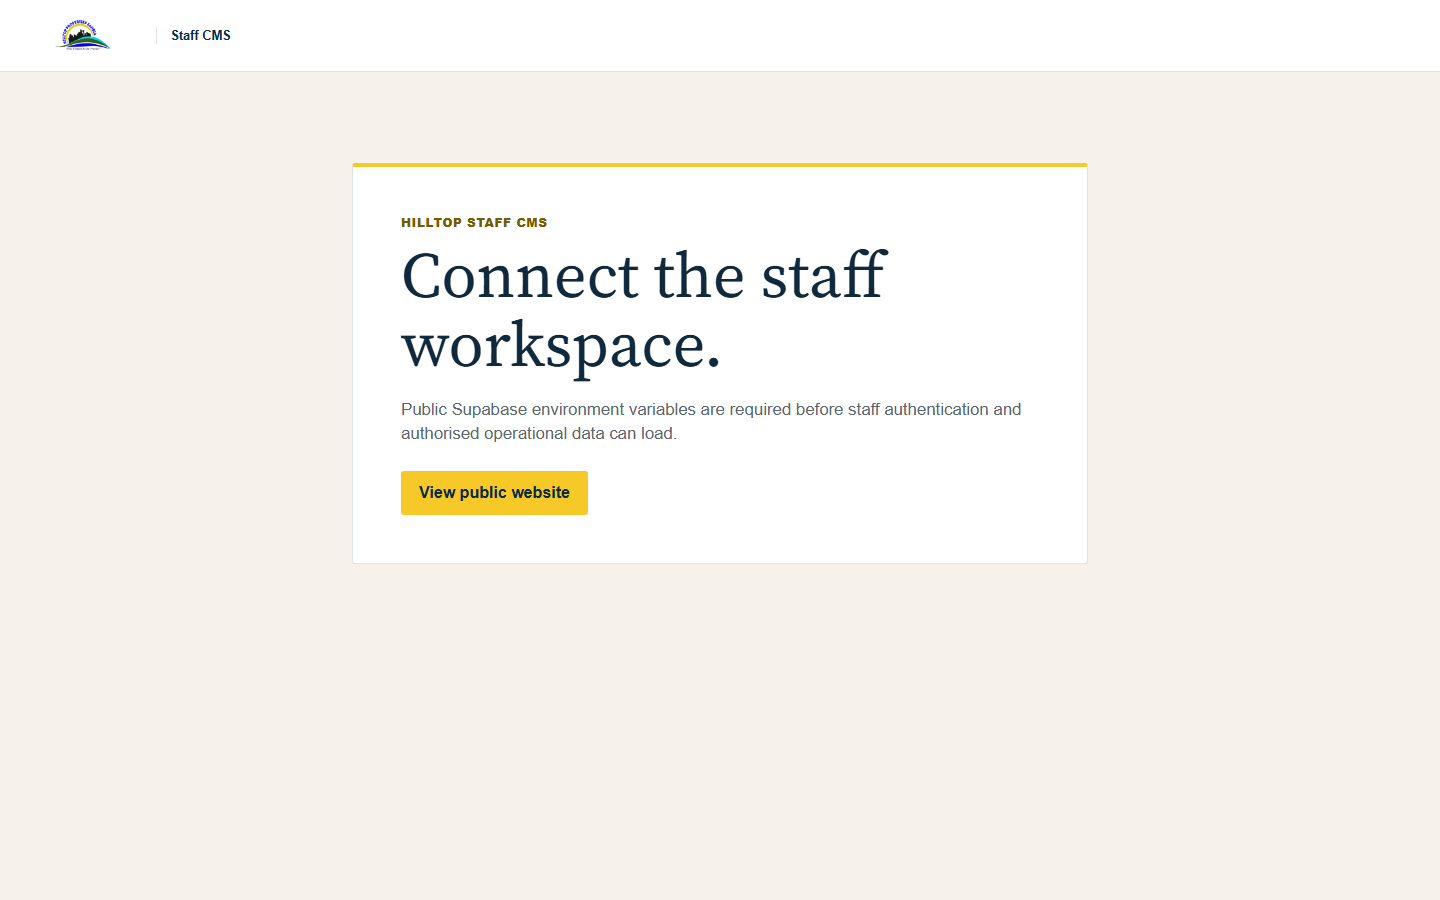 Staff CMS
HILLTOP STAFF CMS
Connect the staff
workspace.
Public Supabase environment variables are required before staff authentication and
authorised operational data can load.
View public website